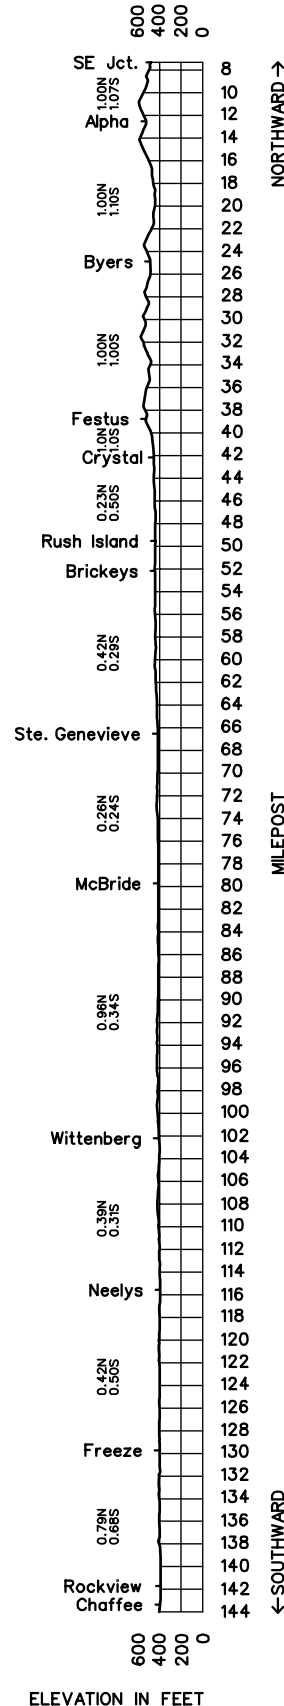 600
400
200
0
SE Jct.
8
NORTHWARD →
1.00N
1.07S
10
Alpha
12
14
16
18
1.00N
1.10S
20
22
24
Byers
26
28
30
1.00N
1.00S
32
34
36
38
Festus
40
1.0N
1.0S
Crystal
42
44
0.23N
0.50S
46
48
Rush Island
50
Brickeys
52
54
56
58
0.42N
0.29S
60
62
64
66
Ste. Genevieve
68
70
72
0.26N
0.24S
74
76
MILEPOST
78
McBride
80
82
84
86
88
90
0.96N
0.34S
92
94
96
98
100
Wittenberg
102
104
106
108
0.39N
0.31S
110
112
114
Neelys
116
118
120
0.42N
0.50S
122
124
126
128
Freeze
130
132
134
←SOUTHWARD
0.79N
0.68S
136
138
140
Rockview
142
Chaffee
144
600
400
200
0
ELEVATION IN FEET